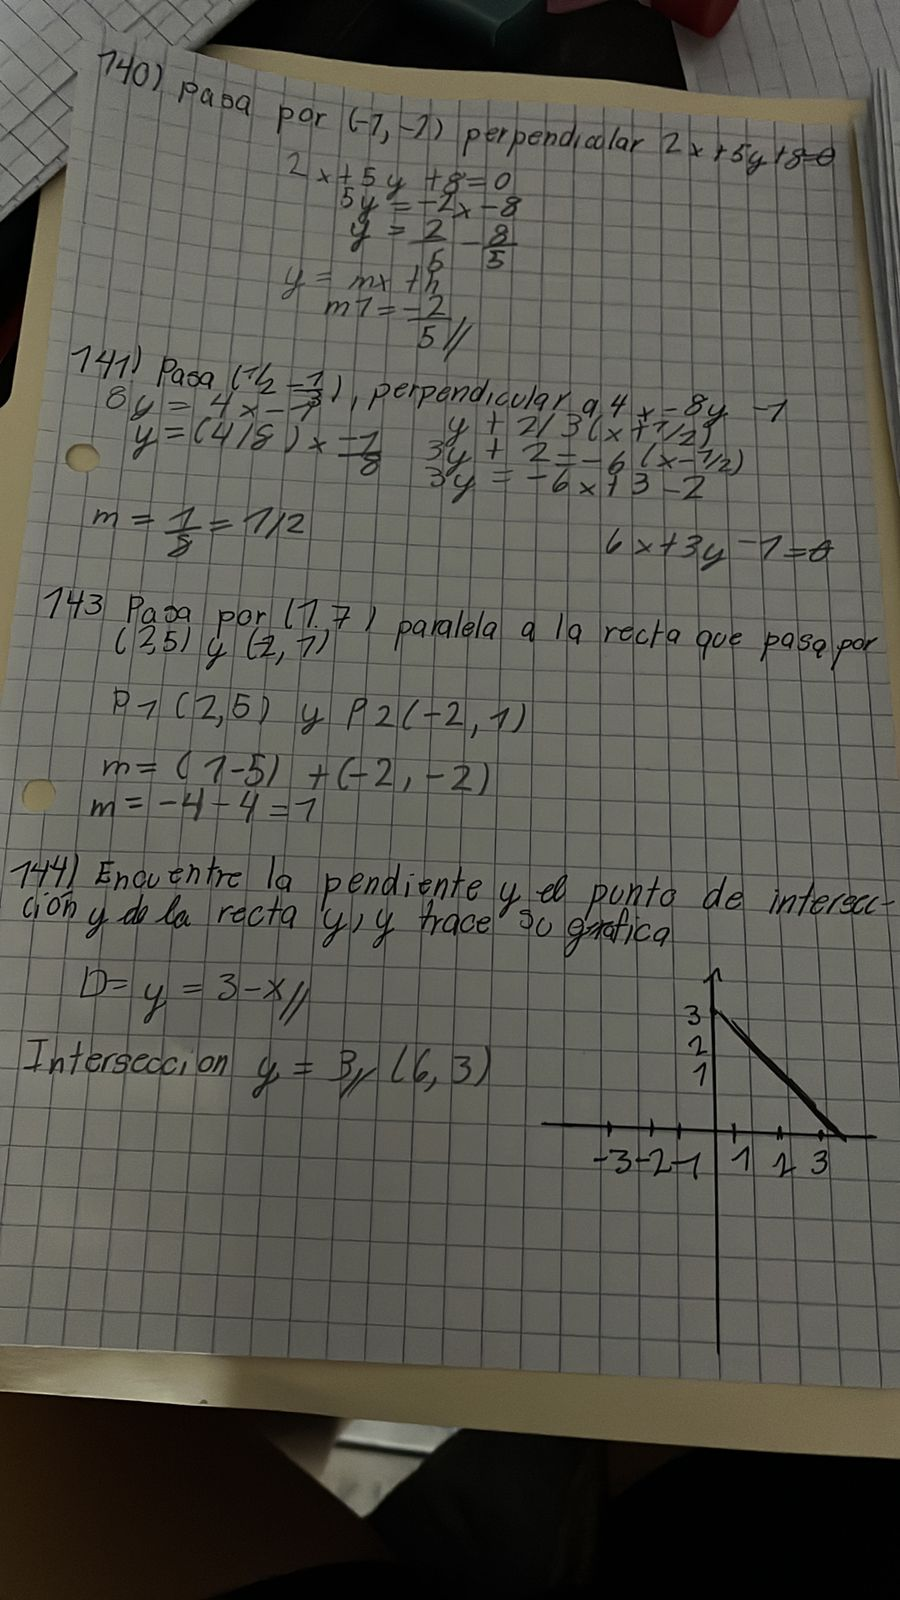 140) Pasa por (-1, -2) perpendicular 2x+5y+8=0
2x+5y+8=0
5y = -2x-8
y = 2/5 - 8/5
y = mx + h
m1 = -2/5 //
141) Pasa (1/2 -1/3), perpendicular a 4x-8y-1
8y = 4x-1
y + 2/3(x+1/2)
y = (4/8)x -1/8
3y + 2 = -6(x-1/2)
3y = -6x+3-2
m = 1/8 = 1/2
6x+3y-1=0
143 Pasa por (1.7) paralela a la recta que pasa por
(2,5) y (2,1)
P1 (2,5) y P2(-2,1)
m = (1-5) + (-2, -2)
m = -4-4 = 1
144) Encuentre la pendiente y el punto de intersec-
ción y de la recta y, y trace su grafica
D= y = 3-x//
Interseccion y = 3// (6,3)
3
2
1
-3 -2 -1 1 2 3